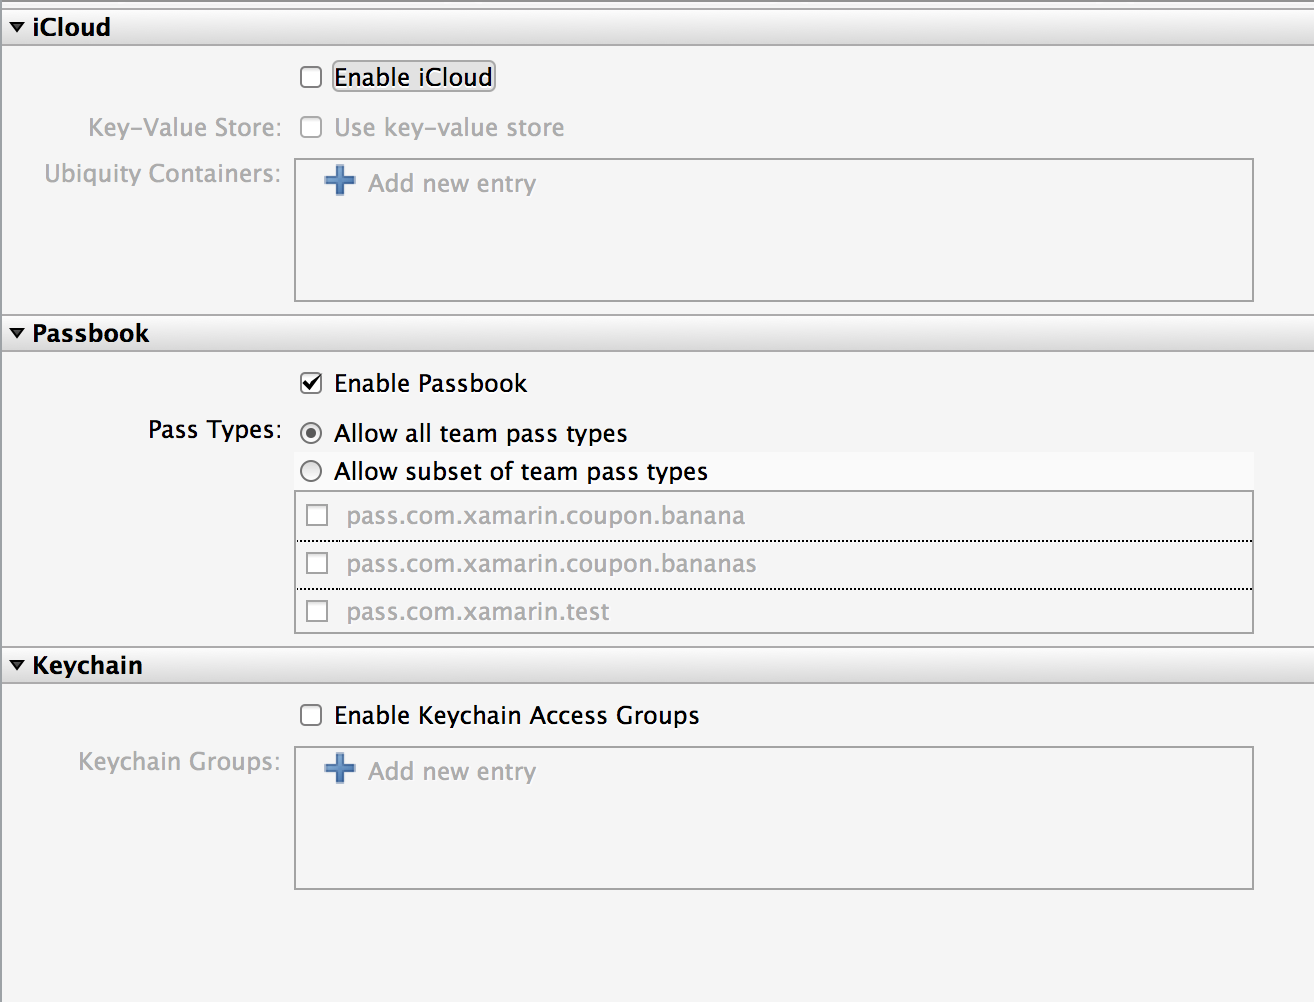 iCloud
Enable iCloud
Key-Value Store: Use key-value store
Ubiquity Containers: Add new entry
Passbook
Enable Passbook
Pass Types: Allow all team pass types
Allow subset of team pass types
pass.com.xamarin.coupon.banana
pass.com.xamarin.coupon.bananas
pass.com.xamarin.test
Keychain
Enable Keychain Access Groups
Keychain Groups: Add new entry